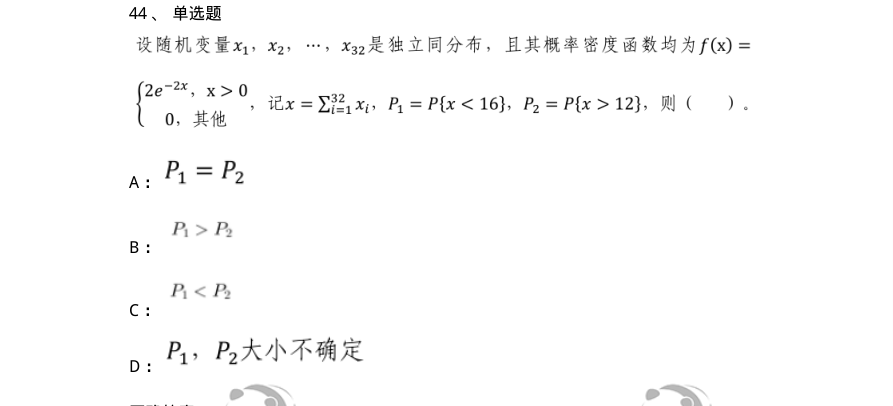 44 、 单选题
设随机变量x₁，x₂，⋯，x₃₂是独立同分布，且其概率密度函数均为f(x) =
{2e⁻²ˣ，x > 0
0，其他
，记x = ∑³²ᵢ₌₁ xᵢ，P₁ = P{x < 16}，P₂ = P{x > 12}，则（ ）。
A： P₁ = P₂
B： P₁ > P₂
C： P₁ < P₂
D： P₁，P₂大小不确定